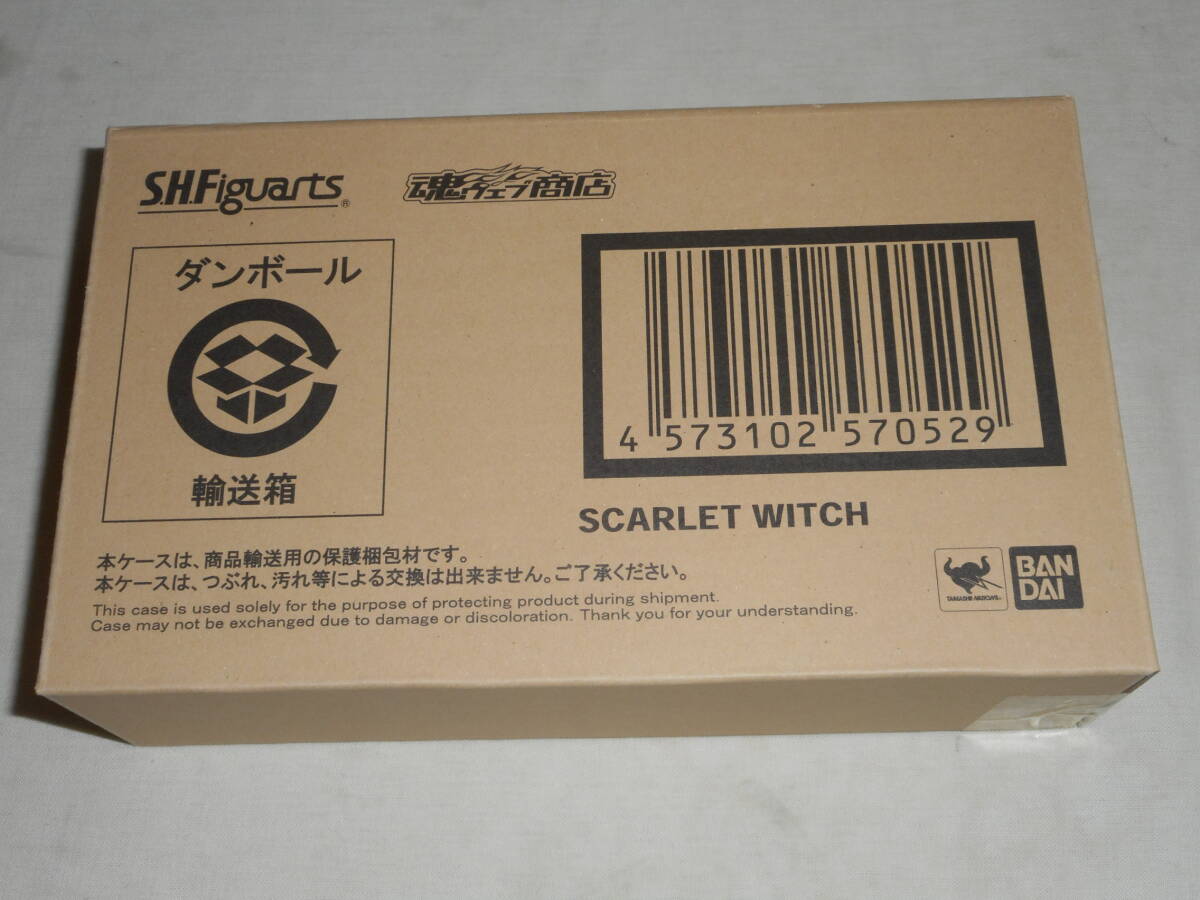 S.H.Figuarts®
魂ウェブ商店
ダンボール
輸送箱
4 573102 570529
SCARLET WITCH
本ケースは、商品輸送用の保護梱包材です。
本ケースは、つぶれ、汚れ等による交換は出来ません。ご了承ください。
This case is used solely for the purpose of protecting product during shipment.
Case may not be exchanged due to damage or discoloration. Thank you for your understanding.
TAMASHII NATIONS
BAN
DAI